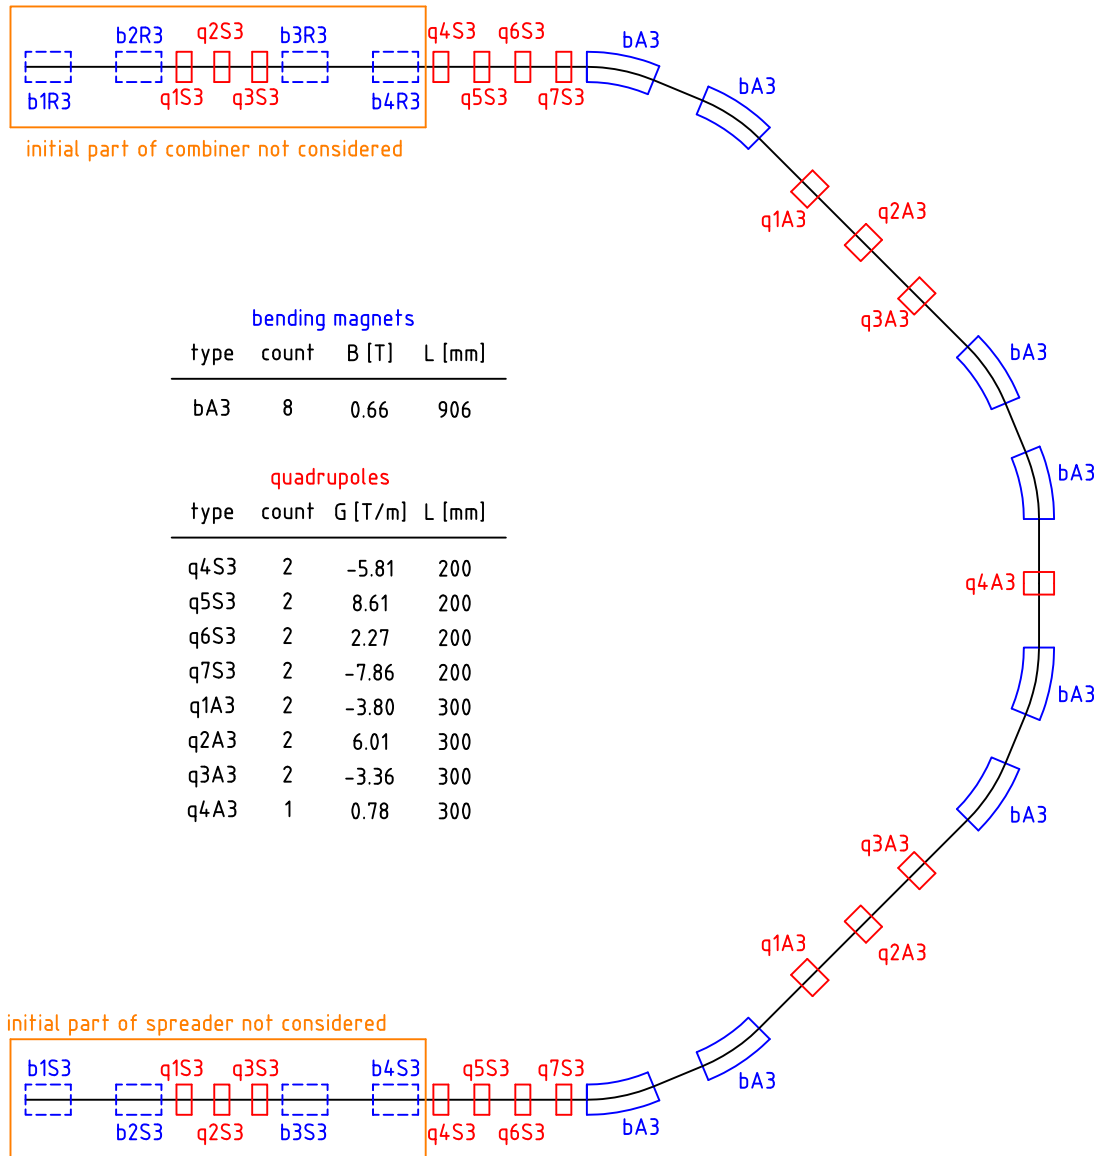 q2S3 q4S3 q6S3
b2R3 b3R3 bA3
b1R3 q1S3 q3S3 b4R3 q5S3 q7S3
bA3
initial part of combiner not considered
q1A3 q2A3
q3A3
bending magnets
type count B [T] L [mm]
bA3 8 0.66 906
bA3
bA3
quadrupoles
type count G [T/m] L [mm]
q4S3 2 -5.81 200
q5S3 2 8.61 200
q6S3 2 2.27 200
q7S3 2 -7.86 200
q1A3 2 -3.80 300
q2A3 2 6.01 300
q3A3 2 -3.36 300
q4A3 1 0.78 300
q4A3
bA3
bA3
q3A3
q1A3 q2A3
initial part of spreader not considered
b1S3 q1S3 q3S3 b4S3 q5S3 q7S3
bA3
b2S3 q2S3 b3S3 q4S3 q6S3 bA3